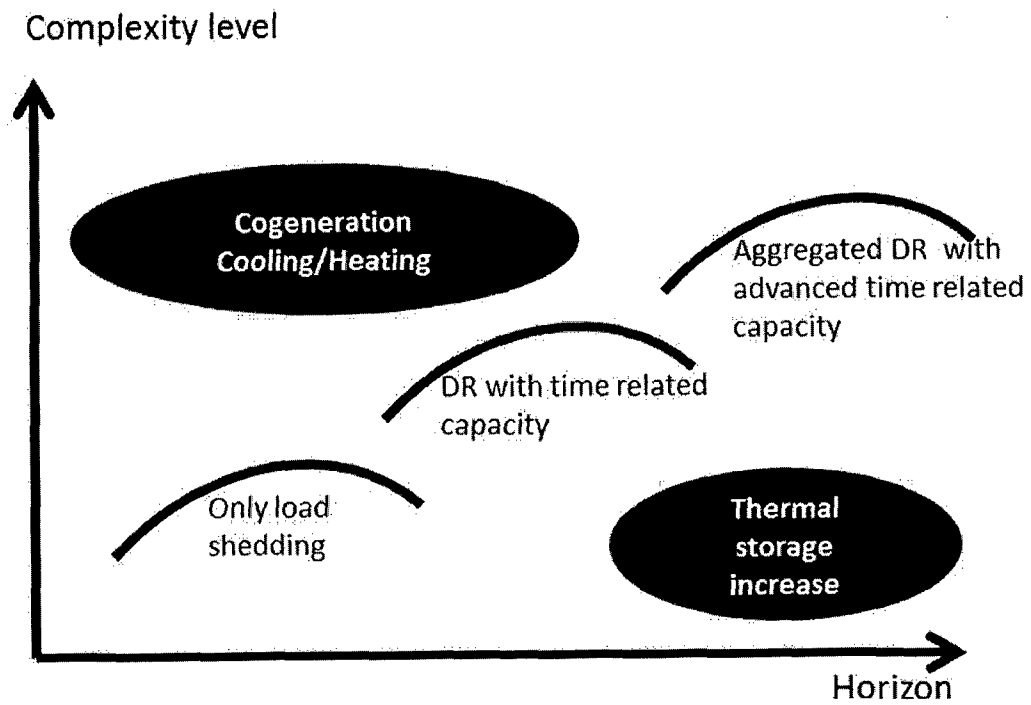 Complexity level
Cogeneration
Cooling/Heating
Aggregated DR with
advanced time related
capacity
DR with time related
capacity
Only load
shedding
Thermal
storage
increase
Horizon